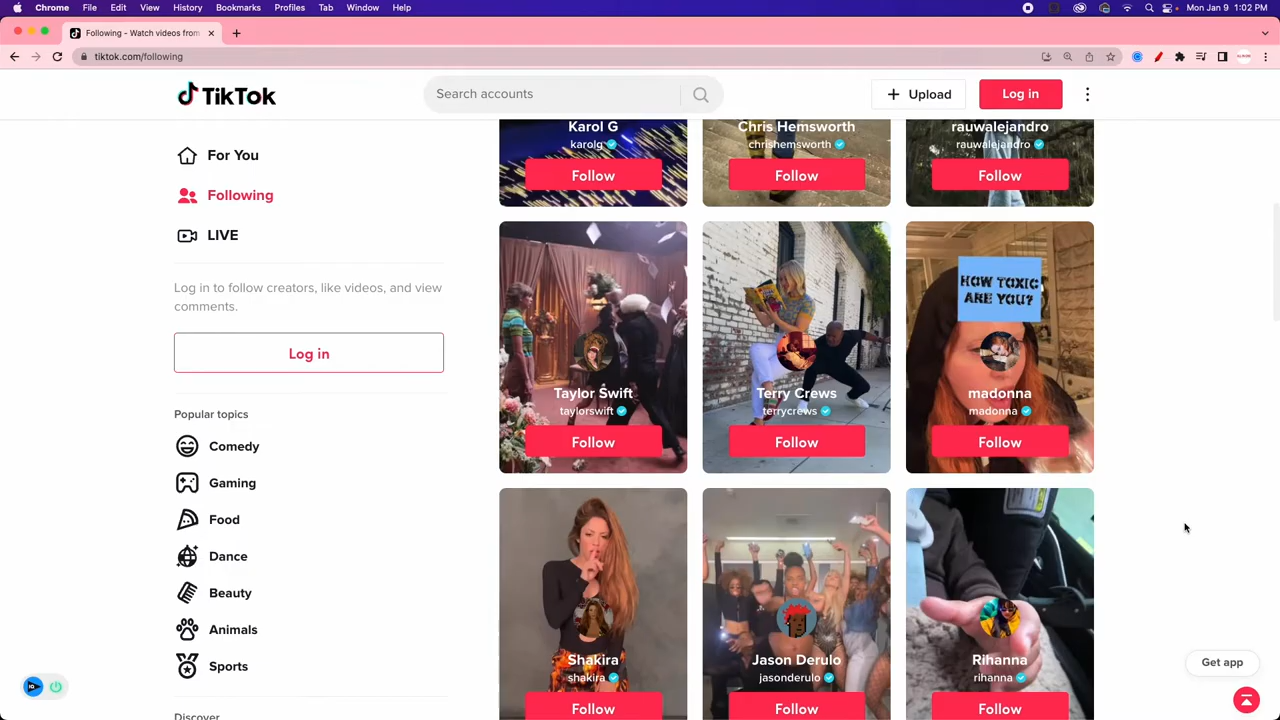 Chrome File Edit View History Bookmarks Profiles Tab Window Help Mon Jan 9 1:02 PM
Following - Watch videos from
tiktok.com/following
TikTok
Search accounts
Upload
Log in
For You
Following
LIVE
Log in to follow creators, like videos, and view
comments.
Log in
Popular topics
Comedy
Gaming
Food
Dance
Beauty
Animals
Sports
Discover
Karol G
karolg
Follow
Chris Hemsworth
chrishemsworth
Follow
rauwalejandro
rauwalejandro
Follow
Taylor Swift
taylorswift
Follow
Terry Crews
terrycrews
Follow
HOW TOXIC
ARE YOU?
madonna
madonna
Follow
Shakira
shakira
Follow
Jason Derulo
jasonderulo
Follow
Rihanna
rihanna
Follow
Get app